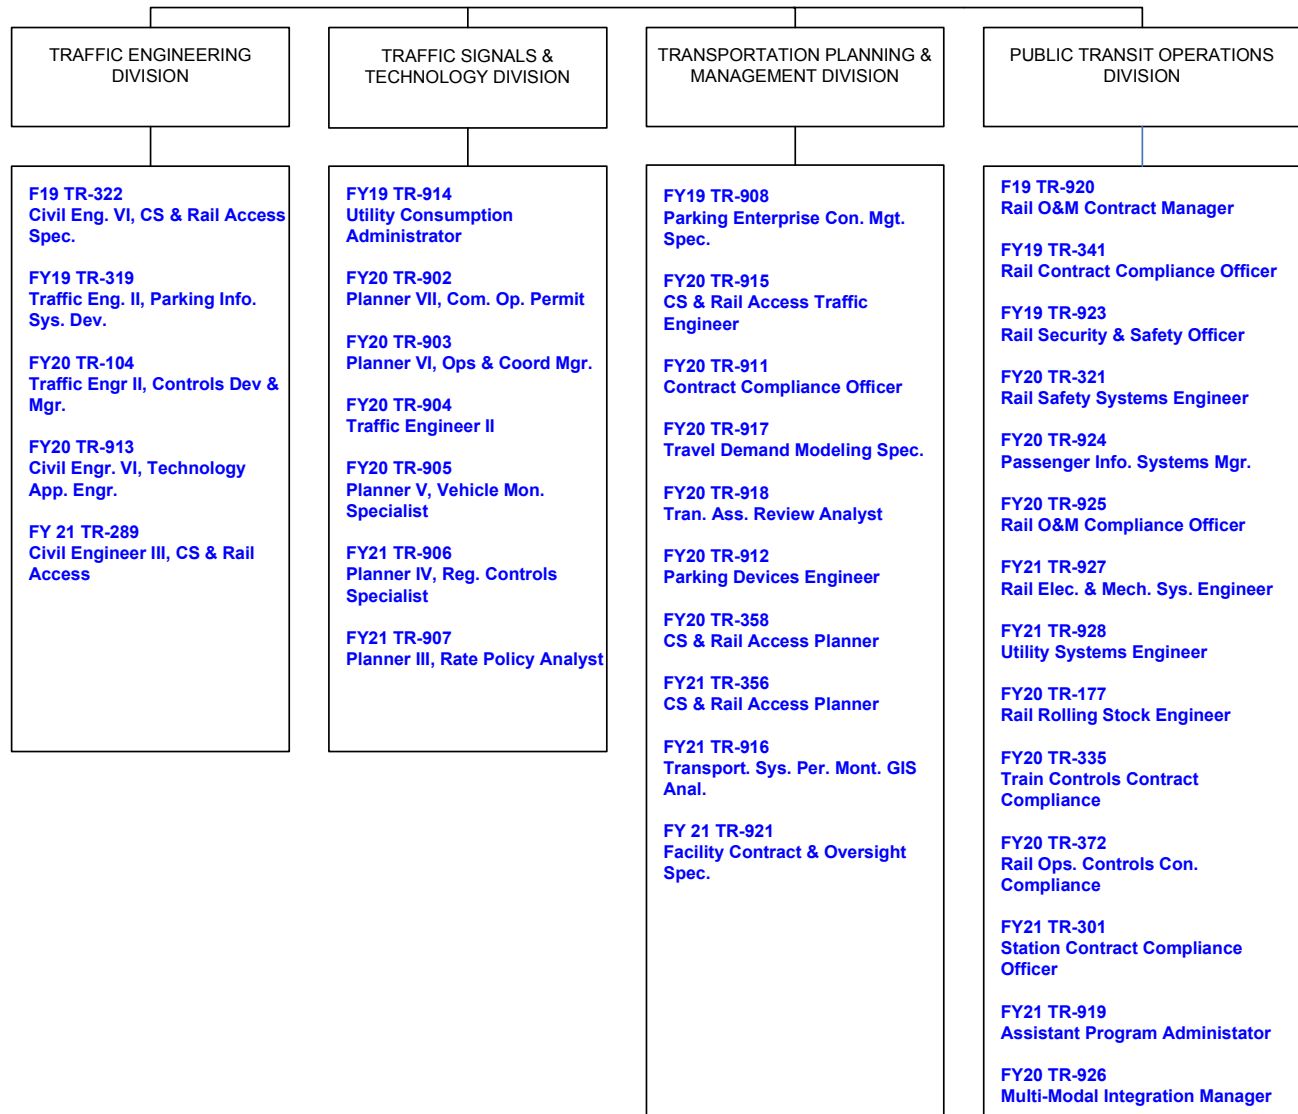 TRAFFIC ENGINEERING
DIVISION
F19 TR-322
Civil Eng. VI, CS & Rail Access
Spec.
FY19 TR-319
Traffic Eng. II, Parking Info.
Sys. Dev.
FY20 TR-104
Traffic Engr II, Controls Dev &
Mgr.
FY20 TR-913
Civil Engr. VI, Technology
App. Engr.
FY 21 TR-289
Civil Engineer III, CS & Rail
Access
TRAFFIC SIGNALS &
TECHNOLOGY DIVISION
FY19 TR-914
Utility Consumption
Administrator
FY20 TR-902
Planner VII, Com. Op. Permit
FY20 TR-903
Planner VI, Ops & Coord Mgr.
FY20 TR-904
Traffic Engineer II
FY20 TR-905
Planner V, Vehicle Mon.
Specialist
FY21 TR-906
Planner IV, Reg. Controls
Specialist
FY21 TR-907
Planner III, Rate Policy Analyst
TRANSPORTATION PLANNING &
MANAGEMENT DIVISION
FY19 TR-908
Parking Enterprise Con. Mgt.
Spec.
FY20 TR-915
CS & Rail Access Traffic
Engineer
FY20 TR-911
Contract Compliance Officer
FY20 TR-917
Travel Demand Modeling Spec.
FY20 TR-918
Tran. Ass. Review Analyst
FY20 TR-912
Parking Devices Engineer
FY20 TR-358
CS & Rail Access Planner
FY21 TR-356
CS & Rail Access Planner
FY21 TR-916
Transport. Sys. Per. Mont. GIS
Anal.
FY 21 TR-921
Facility Contract & Oversight
Spec.
PUBLIC TRANSIT OPERATIONS
DIVISION
F19 TR-920
Rail O&M Contract Manager
FY19 TR-341
Rail Contract Compliance Officer
FY19 TR-923
Rail Security & Safety Officer
FY20 TR-321
Rail Safety Systems Engineer
FY20 TR-924
Passenger Info. Systems Mgr.
FY20 TR-925
Rail O&M Compliance Officer
FY21 TR-927
Rail Elec. & Mech. Sys. Engineer
FY21 TR-928
Utility Systems Engineer
FY20 TR-177
Rail Rolling Stock Engineer
FY20 TR-335
Train Controls Contract
Compliance
FY20 TR-372
Rail Ops. Controls Con.
Compliance
FY21 TR-301
Station Contract Compliance
Officer
FY21 TR-919
Assistant Program Administator
FY20 TR-926
Multi-Modal Integration Manager